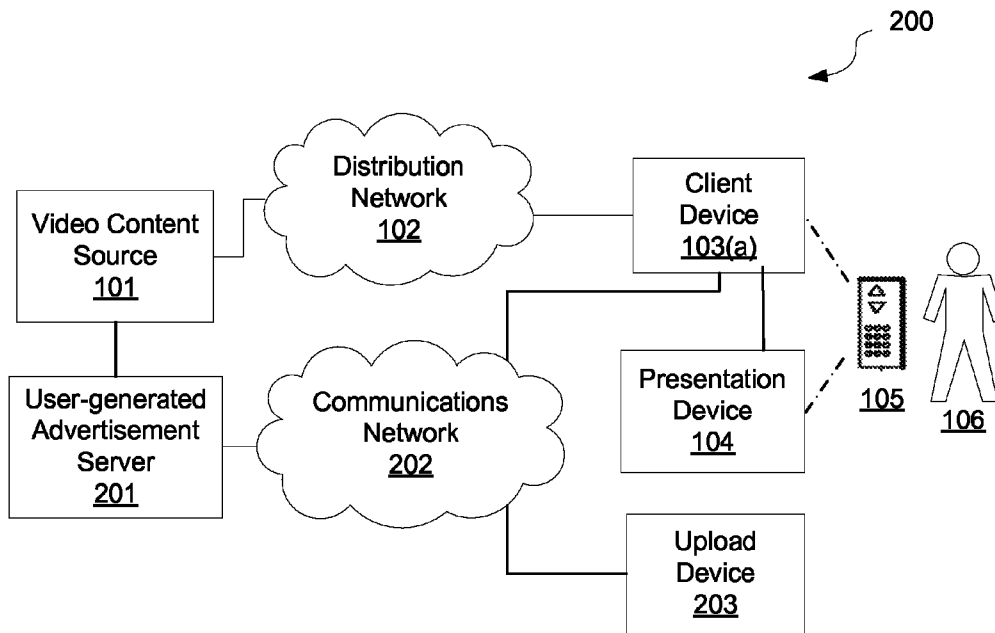 200
Distribution
Network
102
Client
Device
103(a)
Video Content
Source
101
Communications
Network
202
Presentation
Device
104
105
106
User-generated
Advertisement
Server
201
Upload
Device
203